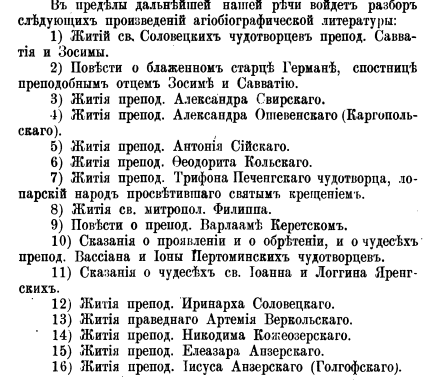 Въ предѣлы дальнѣйшей нашей рѣчи войдетъ разборъ
слѣдующихъ произведеній агіобіографической литературы:
1) Житій св. Соловецкихъ чудотворцевъ препод. Савва-
тія и Зосимы.
2) Повѣсти о блаженномъ старцѣ Германѣ, спостницѣ
преподобнымъ отцемъ Зосимѣ и Савватію.
3) Житія препод. Александра Свирскаго.
4) Житія препод. Александра Ошевенскаго (Каргополь-
скаго).
5) Житія препод. Антонія Сійскаго.
6) Житія препод. Ѳеодорита Кольскаго.
7) Житія препод. Трифона Печенгскаго чудотворца, ло-
парскій народъ просвѣтившаго святымъ крещеніемъ.
8) Житія св. митропол. Филиппа.
9) Повѣсти о препод. Варлаамѣ Керетскомъ.
10) Сказанія о проявленіи и о обрѣтеніи, и о чудесѣхъ
препод. Вассіана и Іоны Пертоминскихъ чудотворцевъ.
11) Сказанія о чудесѣхъ св. Іоанна и Логгина Яренг-
скихъ.
12) Житія препод. Иринарха Соловецкаго.
13) Житія праведнаго Артемія Веркольскаго.
14) Житія препод. Никодима Кожеозерскаго.
15) Житія препод. Елеазара Анзерскаго.
16) Житія препод. Іисуса Анзерскаго (Голгофскаго).